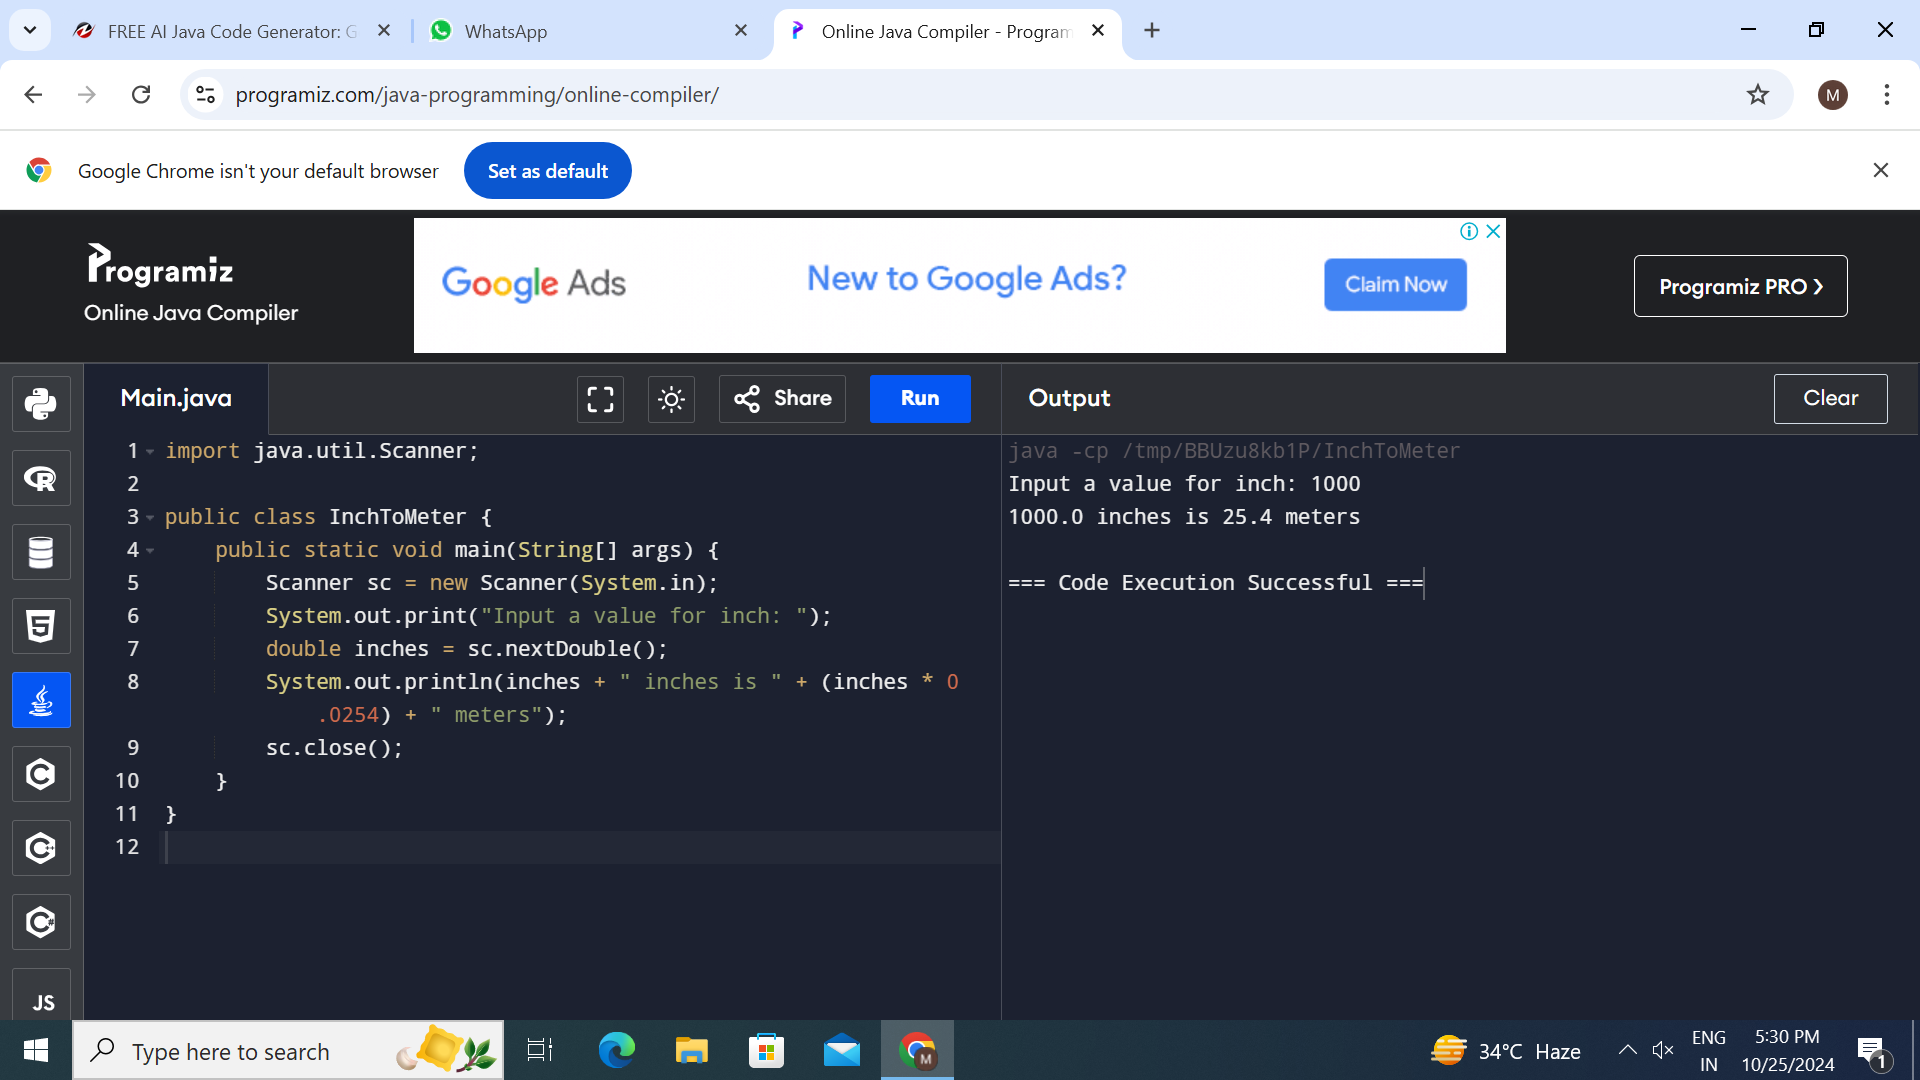 FREE AI Java Code Generator: G
WhatsApp
Online Java Compiler - Program
programiz.com/java-programming/online-compiler/
M
Google Chrome isn't your default browser
Set as default
Programiz
Online Java Compiler
Google Ads
New to Google Ads?
Claim Now
Programiz PRO ❯
Main.java
Share
Run
Output
Clear
1 import java.util.Scanner;
2
3 public class InchToMeter {
4 public static void main(String[] args) {
5 Scanner sc = new Scanner(System.in);
6 System.out.print("Input a value for inch: ");
7 double inches = sc.nextDouble();
8 System.out.println(inches + " inches is " + (inches * 0
.0254) + " meters");
9 sc.close();
10 }
11 }
12
java -cp /tmp/BBUzu8kb1P/InchToMeter
Input a value for inch: 1000
1000.0 inches is 25.4 meters
=== Code Execution Successful ===
R
5
C
C++
C#
JS
Type here to search
M
34°C Haze
ENG
IN
5:30 PM
10/25/2024
1